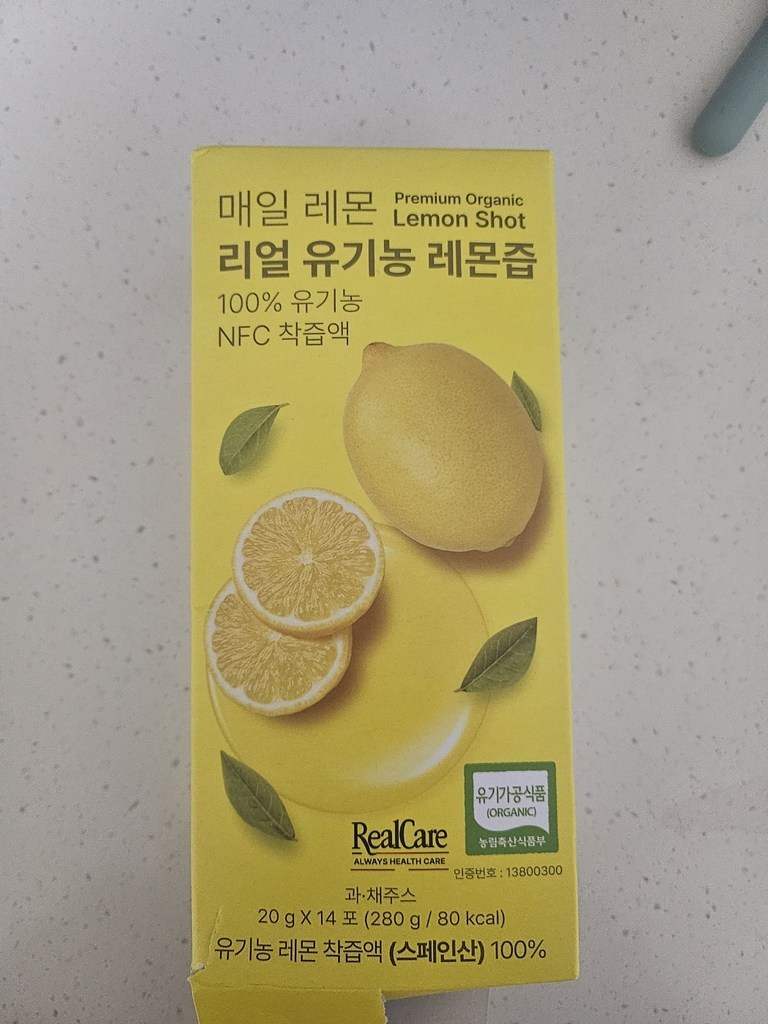 매일 레몬 Premium Organic
Lemon Shot
리얼 유기농 레몬즙
100% 유기농
NFC 착즙액
유기가공식품
(ORGANIC)
농림축산식품부
RealCare
ALWAYS HEALTH CARE
인증번호 : 13800300
과·채주스
20 g X 14 포 (280 g / 80 kcal)
유기농 레몬 착즙액 (스페인산) 100%